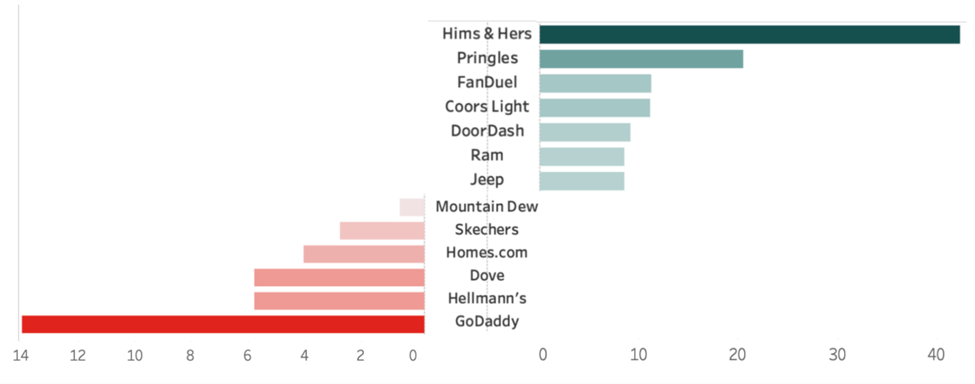 Hims & Hers
Pringles
FanDuel
Coors Light
DoorDash
Ram
Jeep
Mountain Dew
Skechers
Homes.com
Dove
Hellmann's
GoDaddy
14 12 10 8 6 4 2 0 0 10 20 30 40